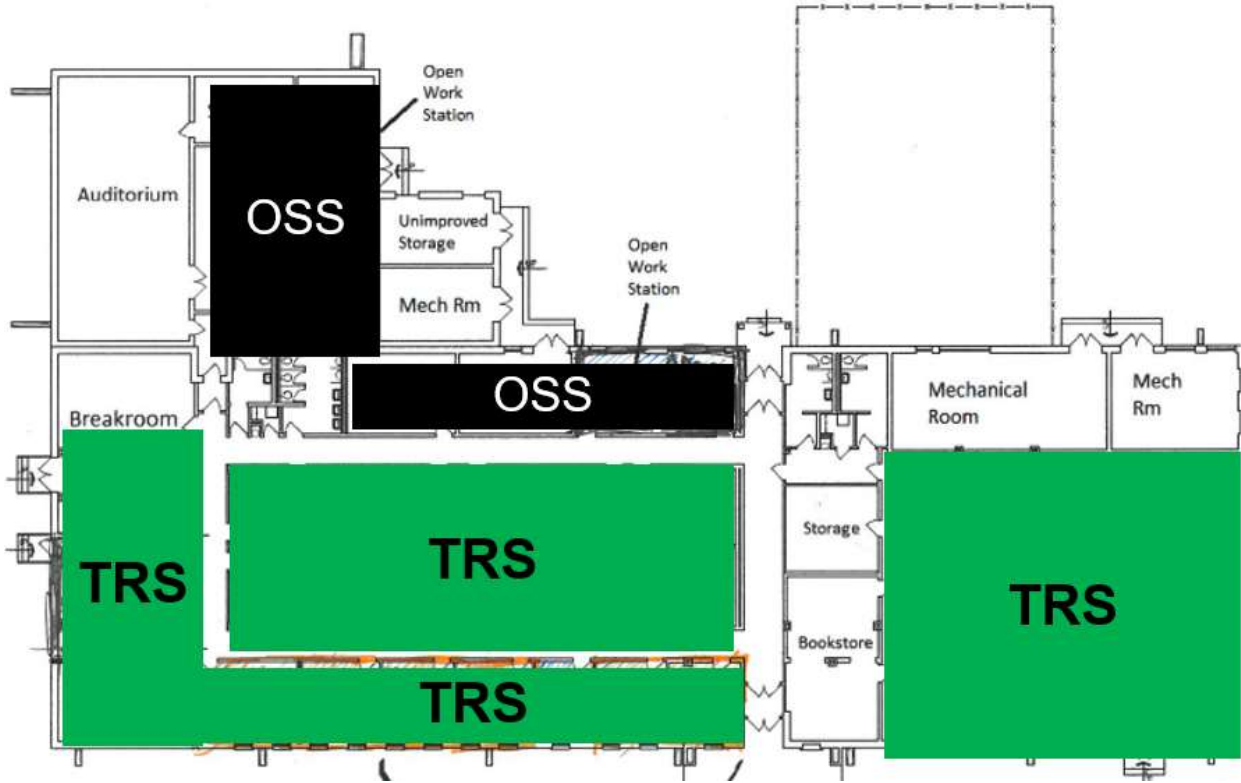 Open
Work
Station
Auditorium
OSS
Unimproved
Storage
Mech Rm
Open
Work
Station
OSS
Breakroom
Mechanical
Room
Mech
Rm
TRS
TRS
TRS
Storage
TRS
Bookstore